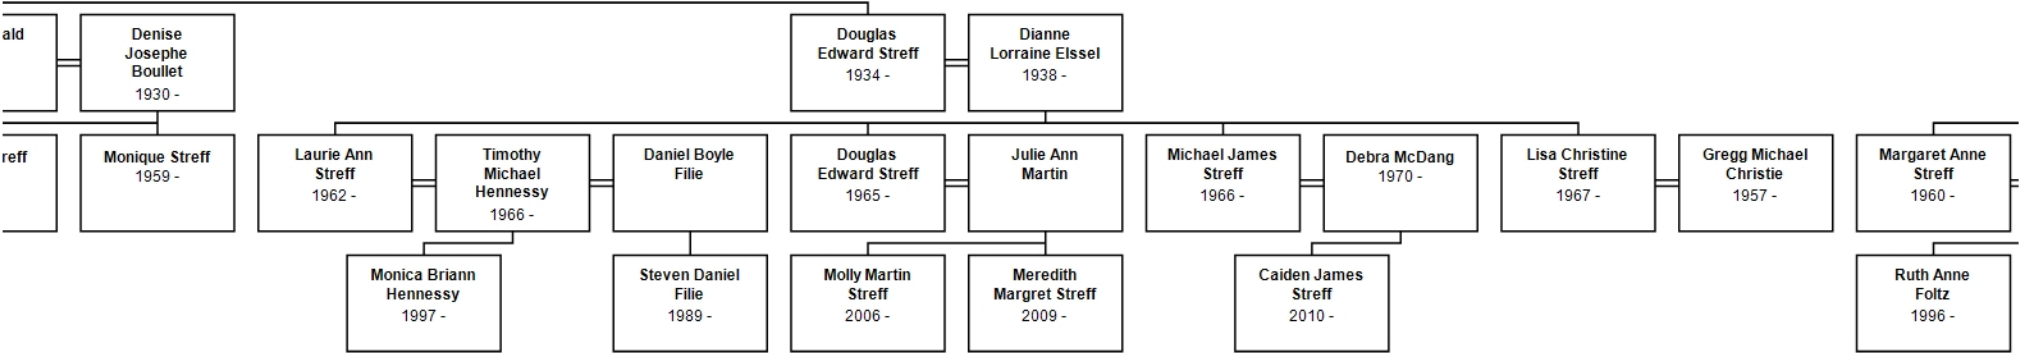 ald
Denise
Josephe
Boullet
1930 -
Douglas
Edward Streff
1934 -
Dianne
Lorraine Elssel
1938 -
reff
Monique Streff
1959 -
Laurie Ann
Streff
1962 -
Timothy
Michael
Hennessy
1966 -
Daniel Boyle
Filie
Douglas
Edward Streff
1965 -
Julie Ann
Martin
Michael James
Streff
1966 -
Debra McDang
1970 -
Lisa Christine
Streff
1967 -
Gregg Michael
Christie
1957 -
Margaret Anne
Streff
1960 -
Monica Briann
Hennessy
1997 -
Steven Daniel
Filie
1989 -
Molly Martin
Streff
2006 -
Meredith
Margret Streff
2009 -
Caiden James
Streff
2010 -
Ruth Anne
Foltz
1996 -